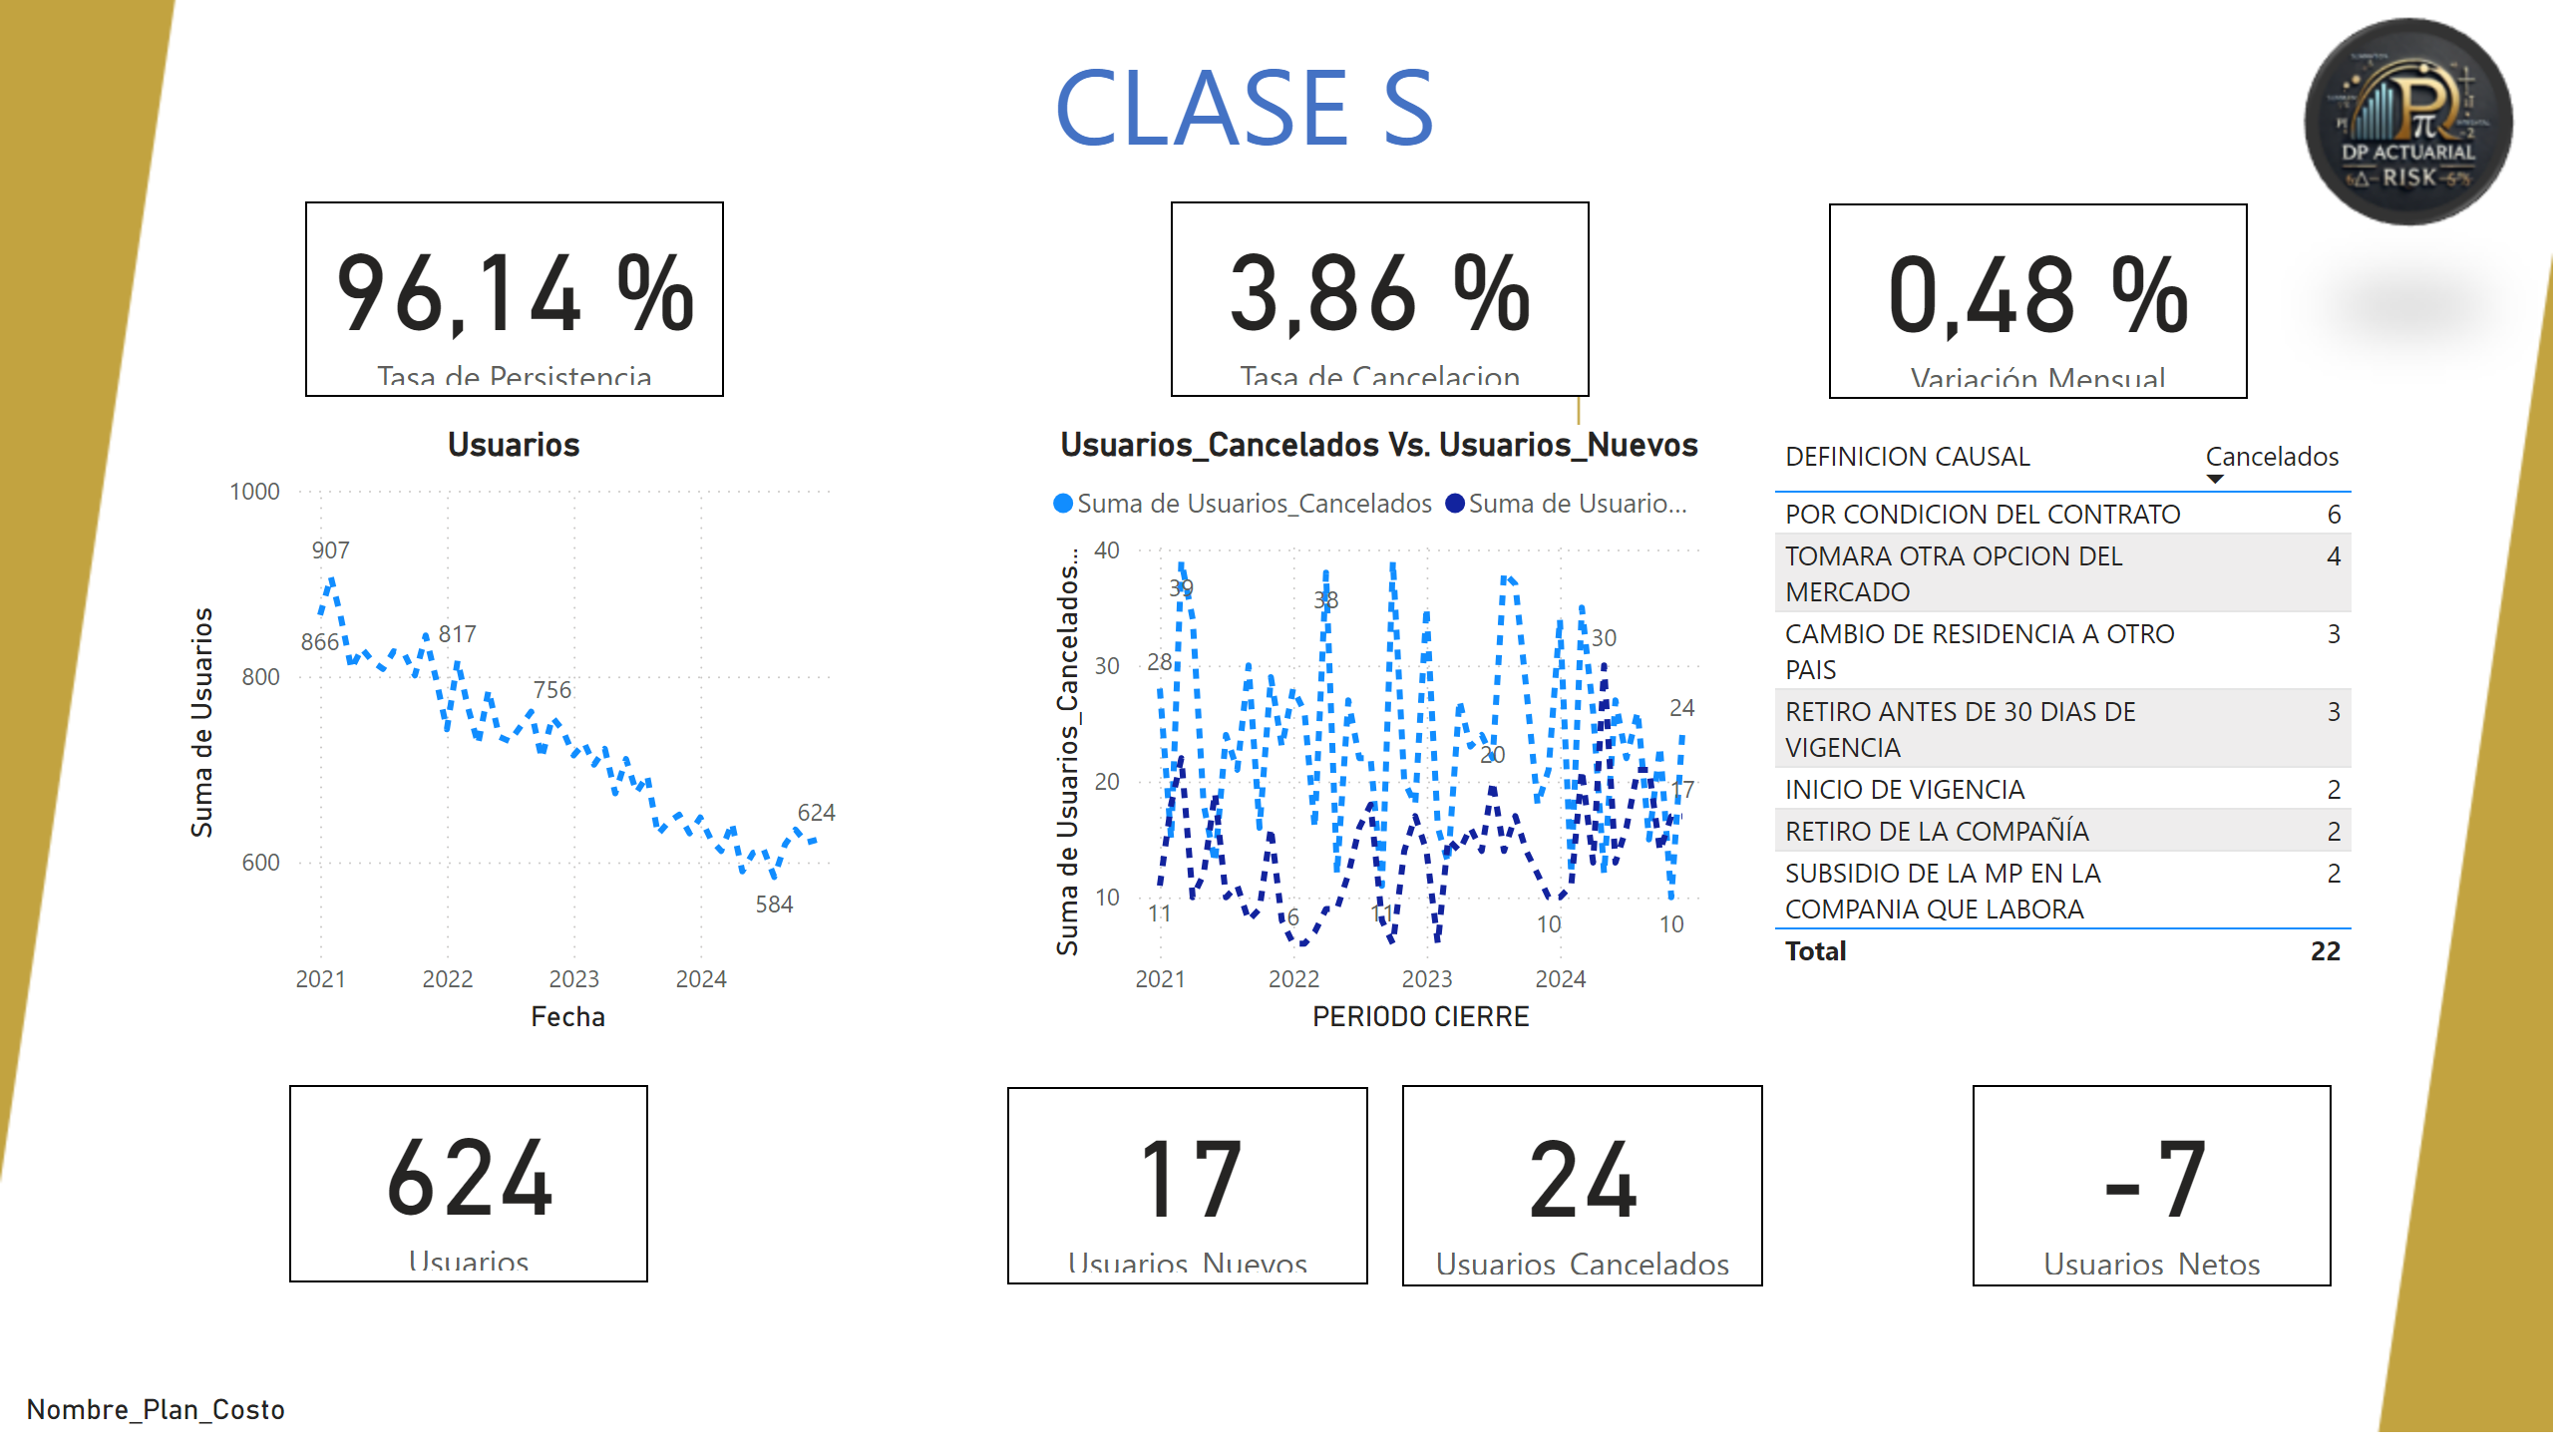 CLASE S
DP ACTUARIAL
RISK
96,14 %
Tasa de Persistencia
3,86 %
Tasa de Cancelacion
0,48 %
Variación Mensual
Usuarios
Suma de Usuarios
1000
800
600
907
866
817
756
624
584
2021 2022 2023 2024
Fecha
Usuarios_Cancelados Vs. Usuarios_Nuevos
Suma de Usuarios_Cancelados Suma de Usuario...
Suma de Usuarios_Cancelados...
40
30
20
10
28
39
38
30
24
20
17
11
6
11
10
10
2021 2022 2023 2024
PERIODO CIERRE
DEFINICION CAUSAL Cancelados
POR CONDICION DEL CONTRATO 6
TOMARA OTRA OPCION DEL 4
MERCADO
CAMBIO DE RESIDENCIA A OTRO 3
PAIS
RETIRO ANTES DE 30 DIAS DE 3
VIGENCIA
INICIO DE VIGENCIA 2
RETIRO DE LA COMPAÑÍA 2
SUBSIDIO DE LA MP EN LA 2
COMPANIA QUE LABORA
Total 22
624
Usuarios
17
Usuarios_Nuevos
24
Usuarios_Cancelados
-7
Usuarios_Netos
Nombre_Plan_Costo